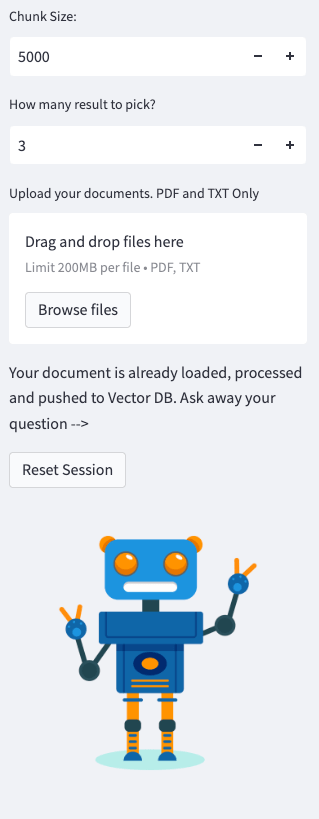 Chunk Size:
5000
How many result to pick?
3
Upload your documents. PDF and TXT Only
Drag and drop files here
Limit 200MB per file • PDF, TXT
Browse files
Your document is already loaded, processed
and pushed to Vector DB. Ask away your
question -->
Reset Session